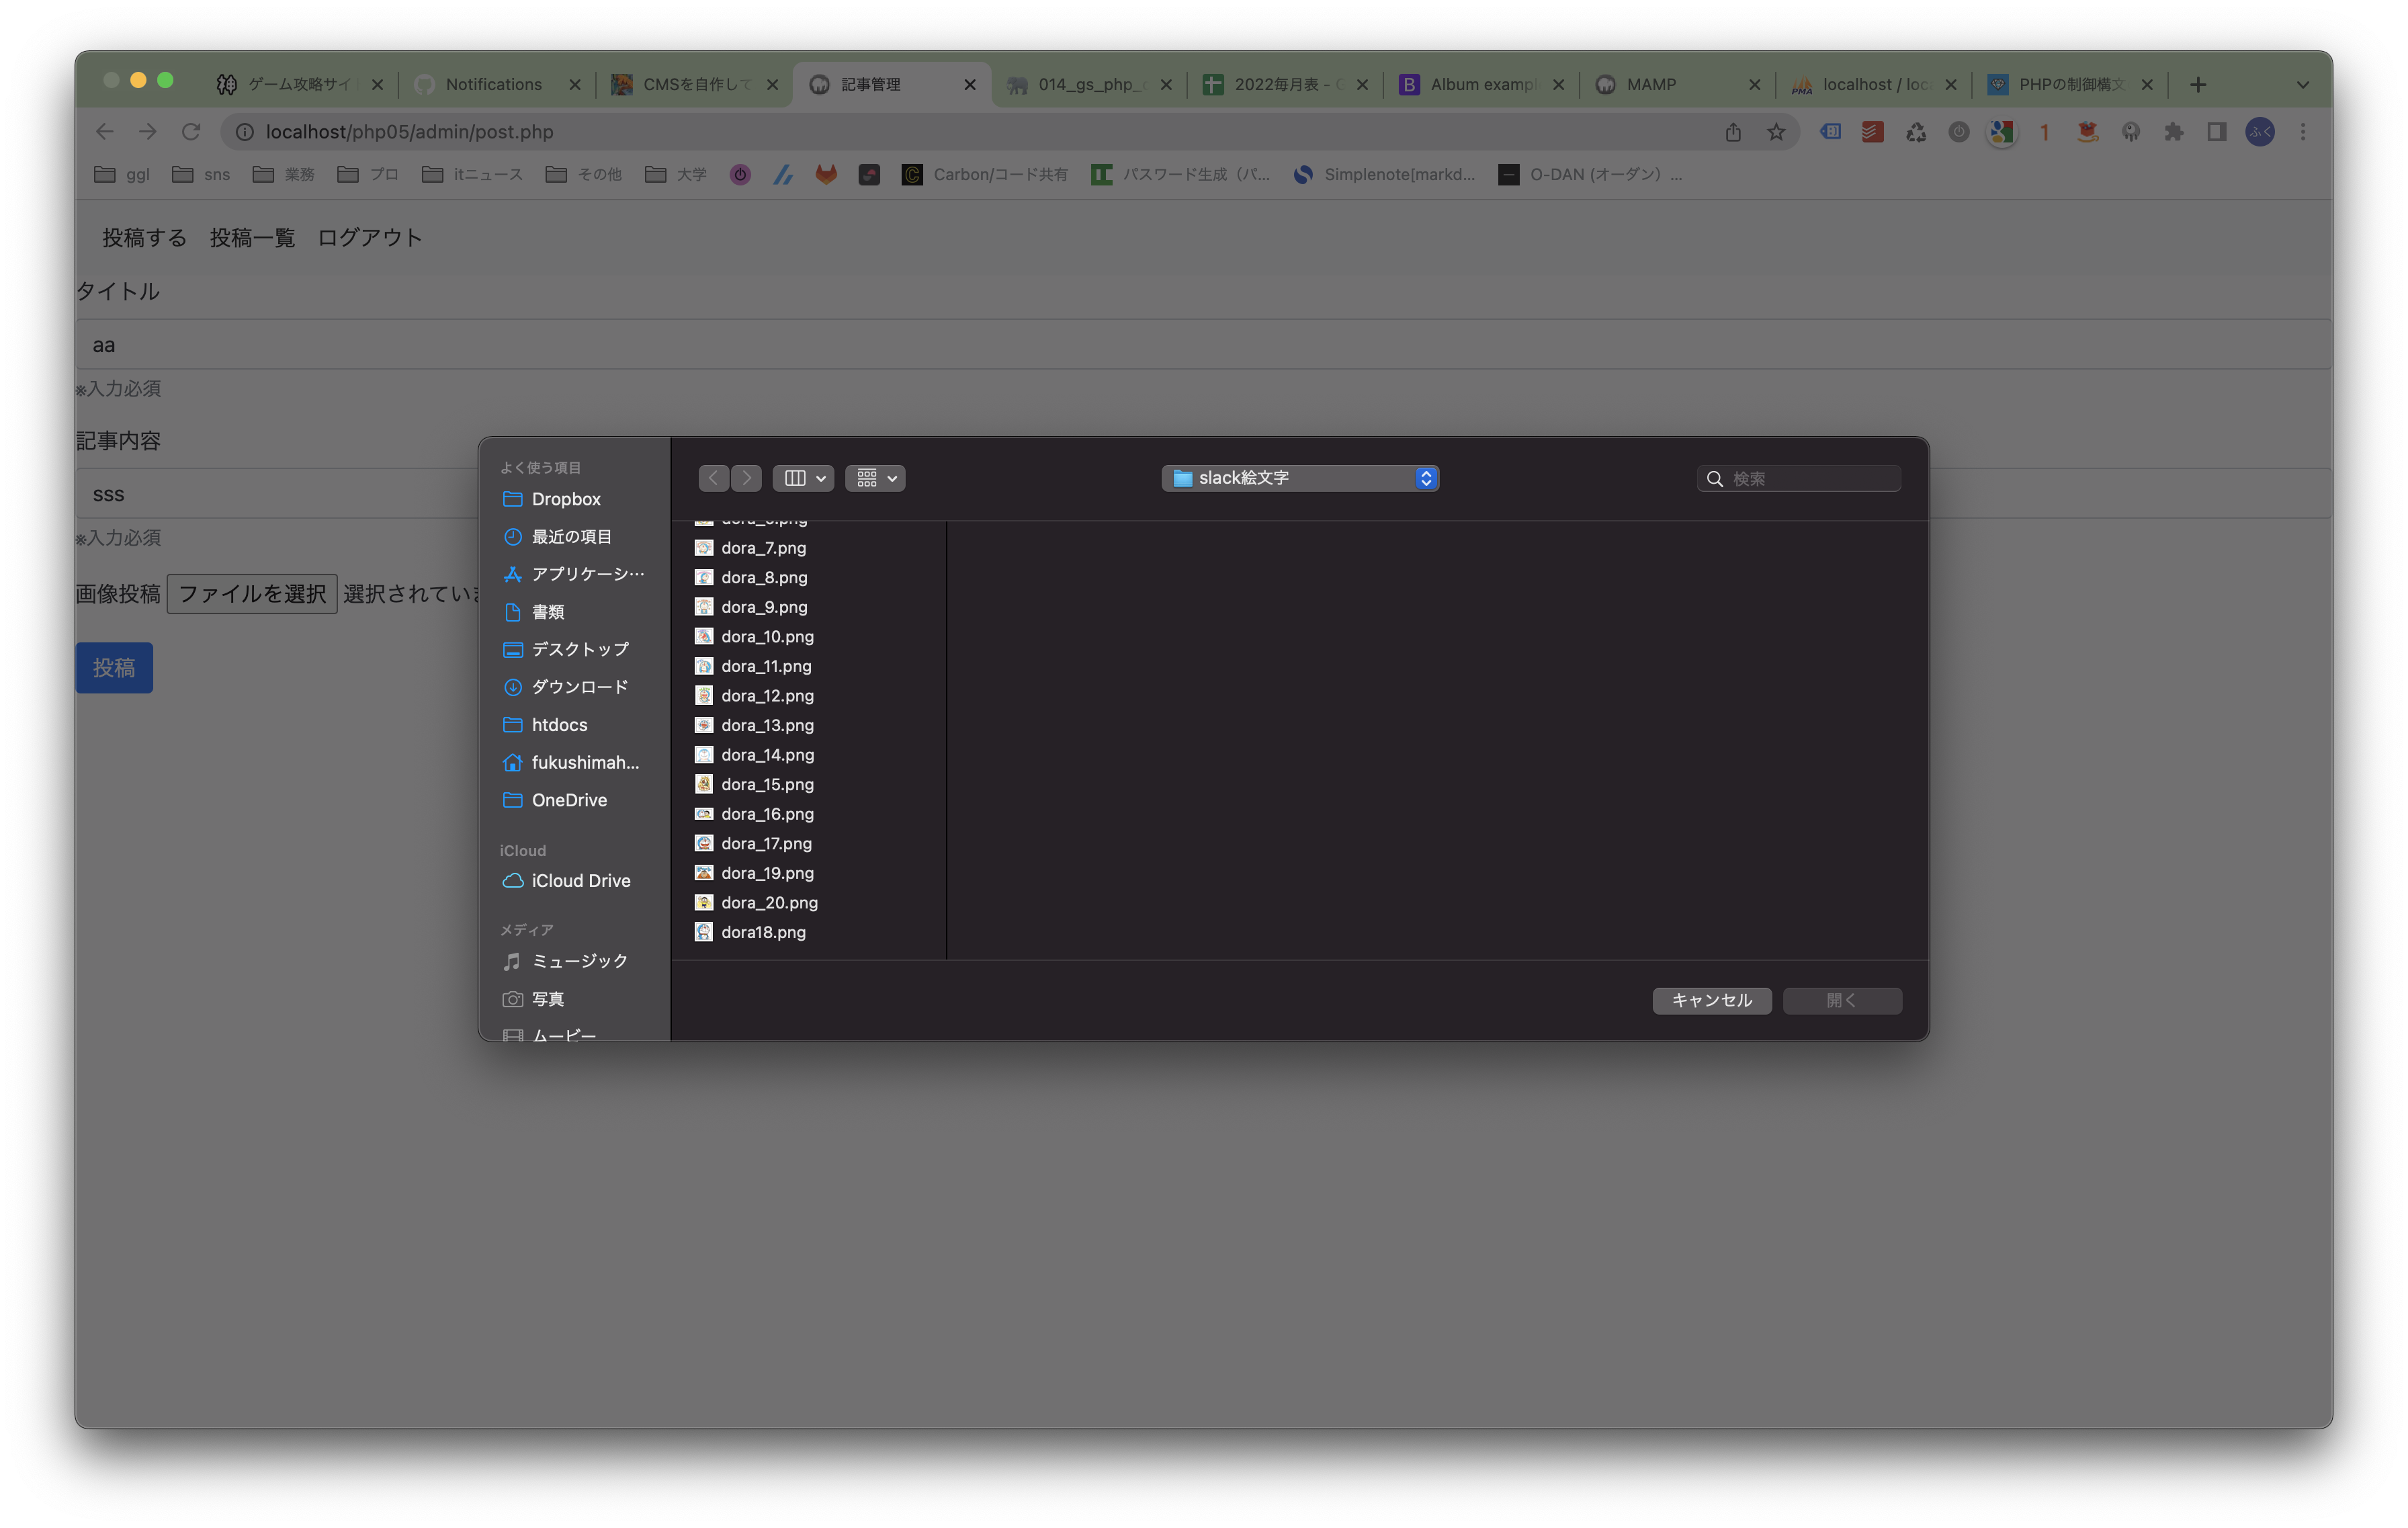 ゲーム攻略サイ
Notifications
CMSを自作して
記事管理
014_gs_php_c
2022毎月表 - G
Album exampl
MAMP
localhost / loc
PHPの制御構文
localhost/php05/admin/post.php
ふく
ggl
sns
業務
プロ
itニュース
その他
大学
Carbon/コード共有
パスワード生成（パ...
Simplenote[markd...
O-DAN (オーダン) ...
投稿する 投稿一覧 ログアウト
タイトル
aa
※入力必須
記事内容
sss
※入力必須
画像投稿 ファイルを選択 選択されてい
投稿
よく使う項目
Dropbox
最近の項目
アプリケーシ…
書類
デスクトップ
ダウンロード
htdocs
fukushimah...
OneDrive
iCloud
iCloud Drive
メディア
ミュージック
写真
ムービー
slack絵文字
検索
dora_7.png
dora_8.png
dora_9.png
dora_10.png
dora_11.png
dora_12.png
dora_13.png
dora_14.png
dora_15.png
dora_16.png
dora_17.png
dora_19.png
dora_20.png
dora18.png
キャンセル 開く